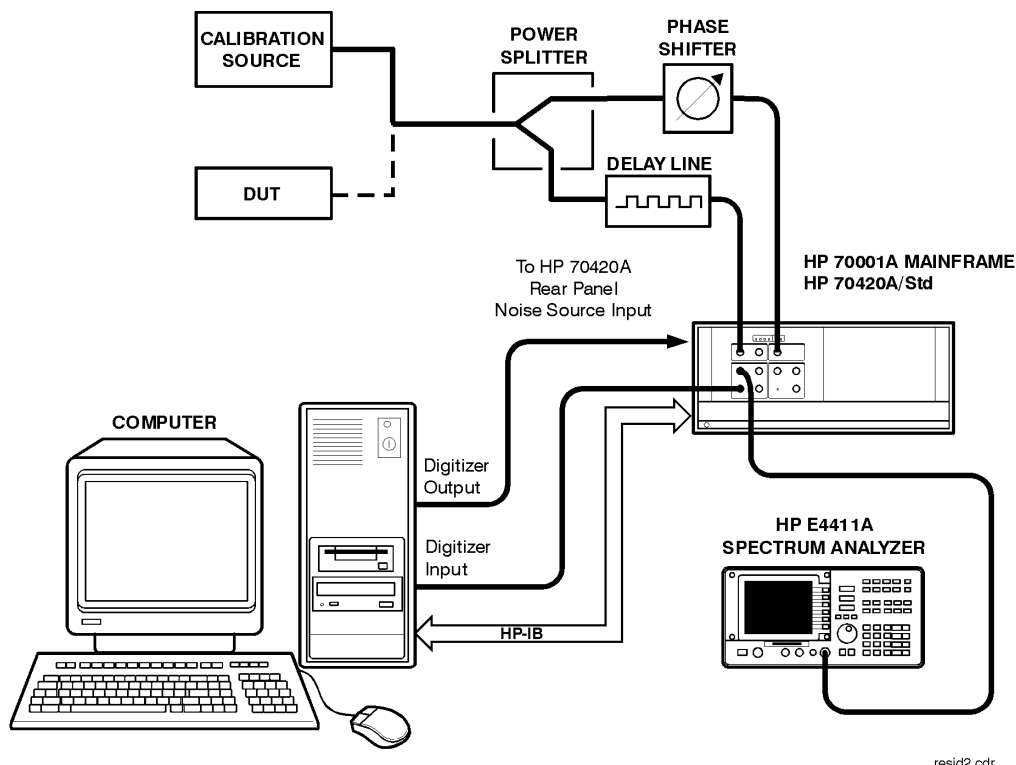 CALIBRATION
SOURCE
POWER
SPLITTER
PHASE
SHIFTER
DUT
DELAY LINE
To HP 70420A
Rear Panel
Noise Source Input
HP 70001A MAINFRAME
HP 70420A/Std
COMPUTER
Digitizer
Output
Digitizer
Input
HP-IB
HP E4411A
SPECTRUM ANALYZER
resid2.cdr